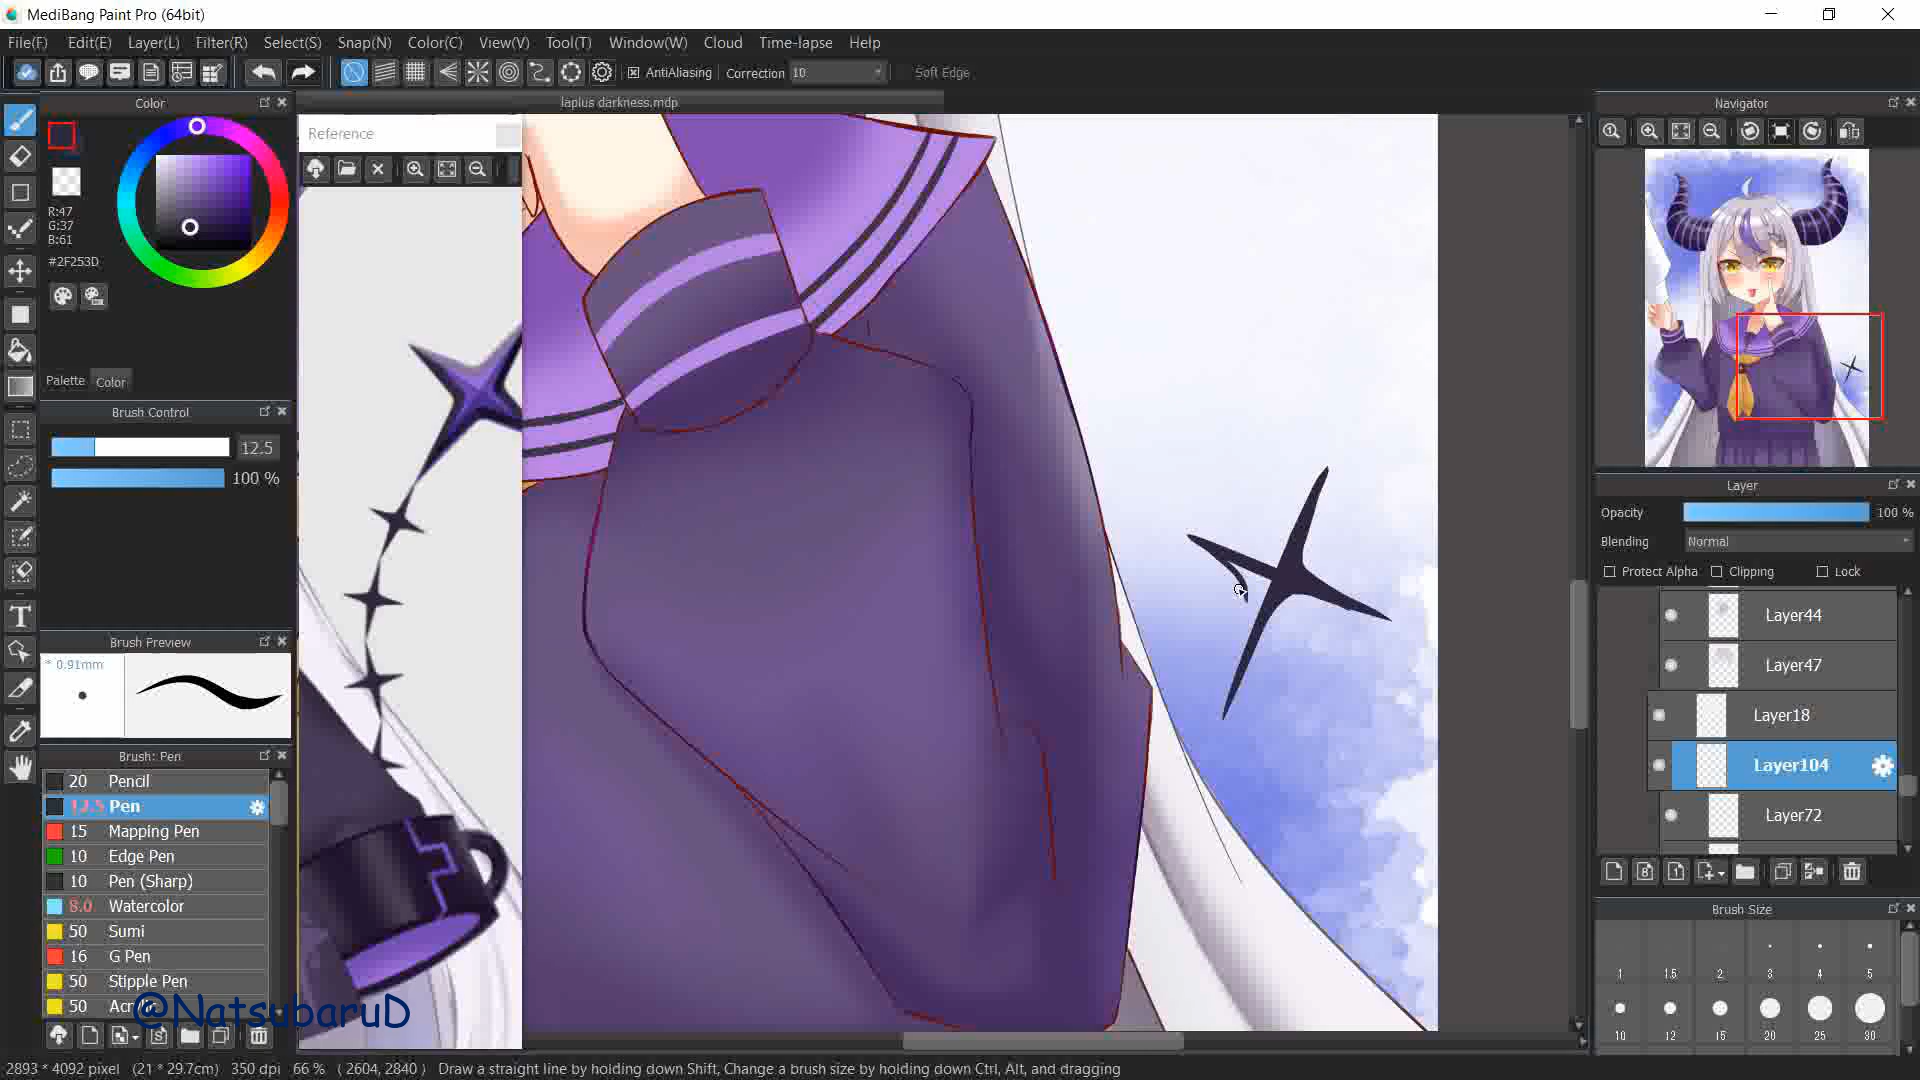 MediBang Paint Pro (64bit)
File(F) Edit(E) Layer(L) Filter(R) Select(S) Snap(N) Color(C) View(V) Tool(T) Window(W) Cloud Time-lapse Help
AntiAliasing Correction 10 Soft Edge
Color
laplus darkness.mdp
Navigator
Reference
R:47
G:37
B:61
#2F253D
Palette Color
Brush Control
12.5
100 %
Brush Preview
* 0.91mm
Brush: Pen
20 Pencil
12.5 Pen
15 Mapping Pen
10 Edge Pen
10 Pen (Sharp)
8.0 Watercolor
50 Sumi
16 G Pen
50 Stipple Pen
50
@NatsubaruD
Layer
Opacity 100 %
Blending Normal
Protect Alpha Clipping Lock
Layer44
Layer47
Layer18
Layer104
Layer72
Brush Size
1 1.5 2 3 4 5
10 12 15 20 25 30
2893 * 4092 pixel (21 * 29.7cm) 350 dpi 66 % ( 2604, 2840 ) Draw a straight line by holding down Shift, Change a brush size by holding down Ctrl, Alt, and dragging